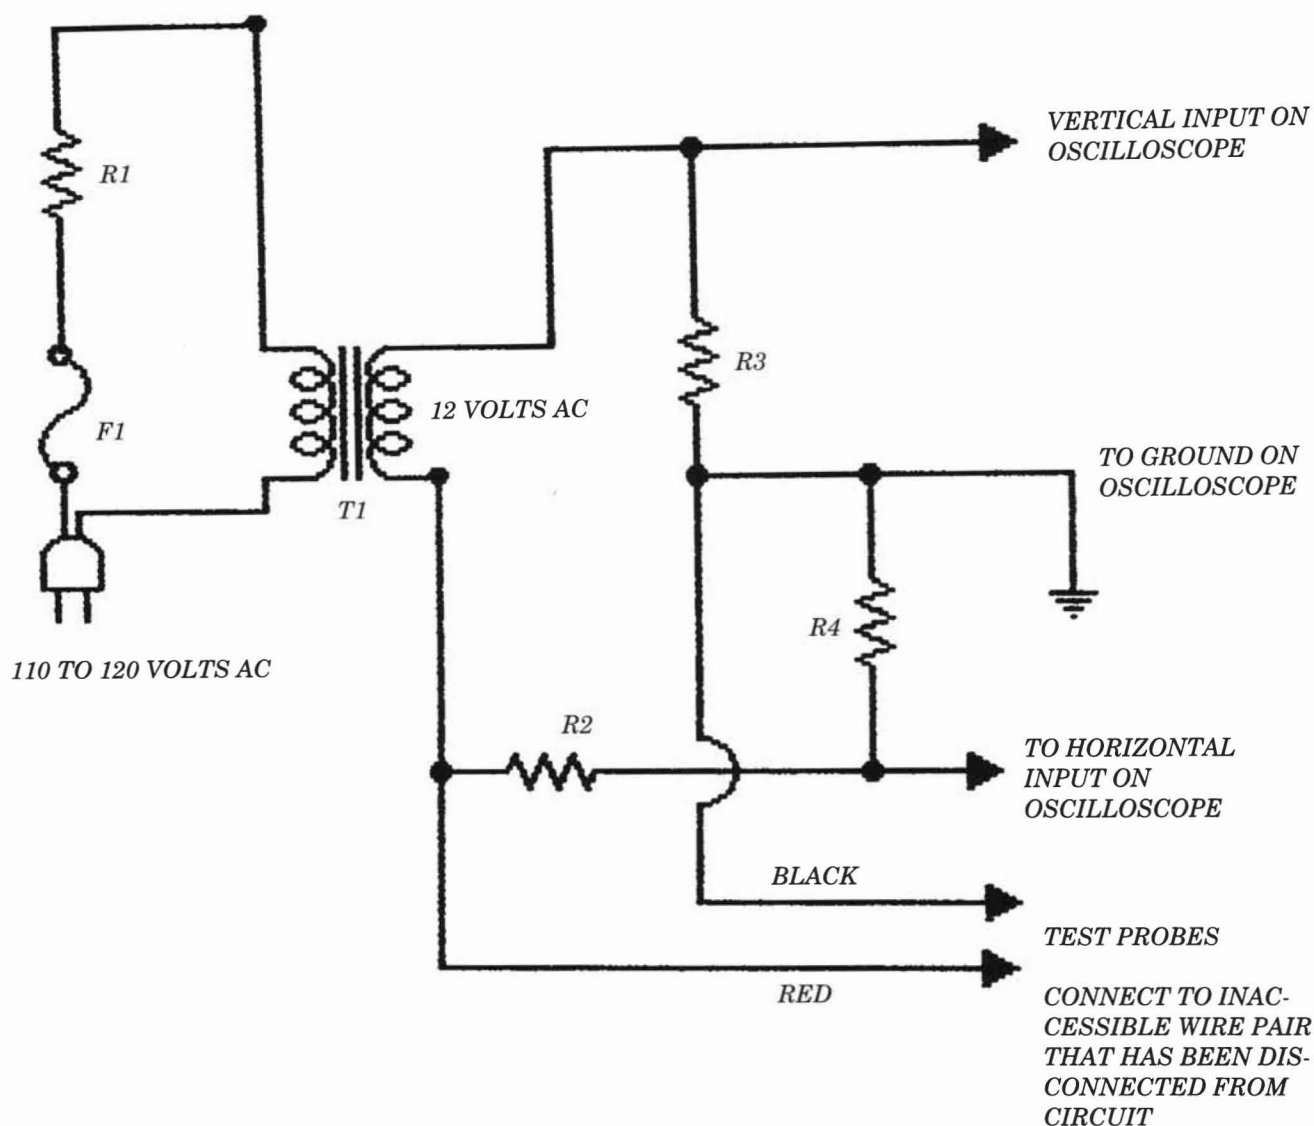 VERTICAL INPUT ON
OSCILLOSCOPE
R1
R3
12 VOLTS AC
F1
TO GROUND ON
OSCILLOSCOPE
T1
R4
110 TO 120 VOLTS AC
R2
TO HORIZONTAL
INPUT ON
OSCILLOSCOPE
BLACK
TEST PROBES
RED
CONNECT TO INAC-
CESSIBLE WIRE PAIR
THAT HAS BEEN DIS-
CONNECTED FROM
CIRCUIT